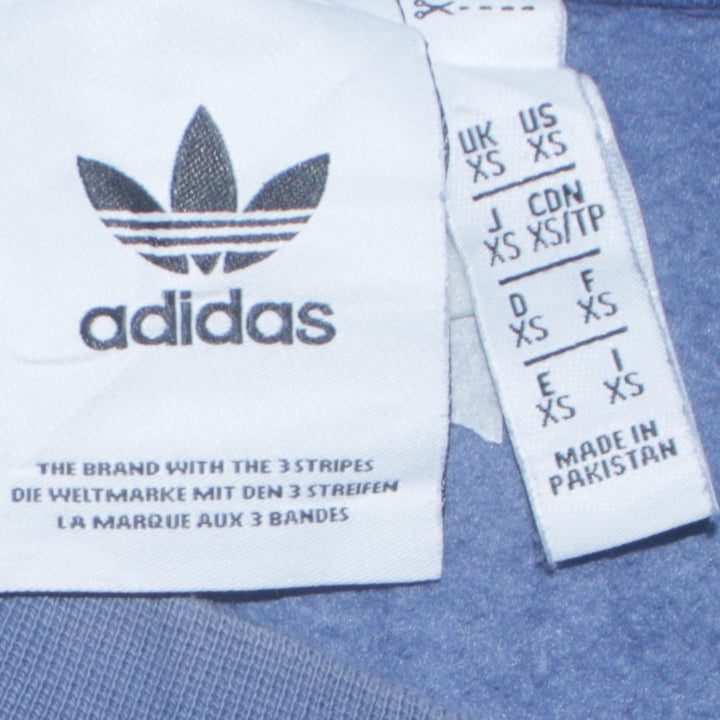 adidas
THE BRAND WITH THE 3 STRIPES
DIE WELTMARKE MIT DEN 3 STREIFEN
LA MARQUE AUX 3 BANDES
UK US
XS XS
J CDN
XS XS/TP
D F
XS XS
E I
XS XS
MADE IN
PAKISTAN